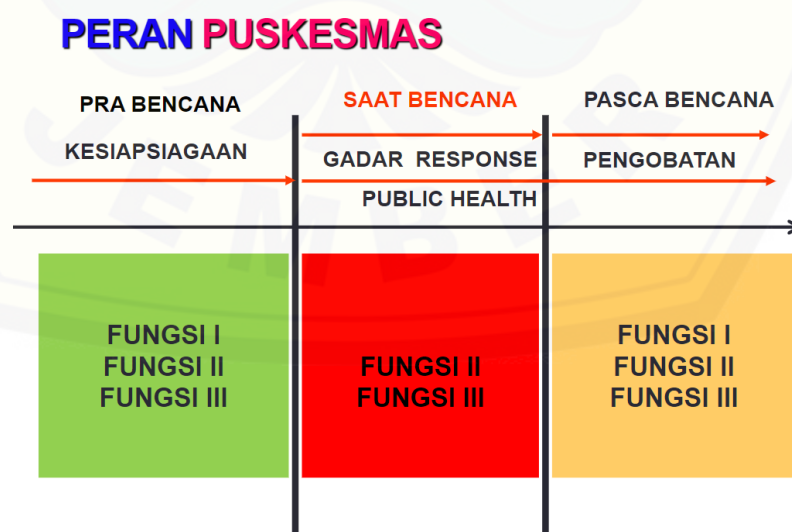 PERAN PUSKESMAS
PRA BENCANA
KESIAPSIAGAAN
SAAT BENCANA
GADAR RESPONSE
PUBLIC HEALTH
PASCA BENCANA
PENGOBATAN
FUNGSI I
FUNGSI II
FUNGSI III
FUNGSI II
FUNGSI III
FUNGSI I
FUNGSI II
FUNGSI III
JEMBER